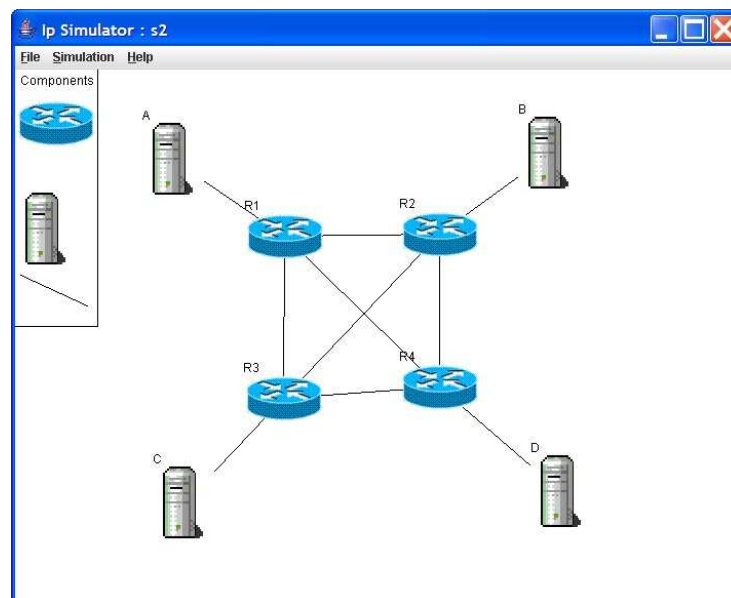 Ip Simulator : s2
File Simulation Help
Components
A
B
R1
R2
R3
R4
C
D